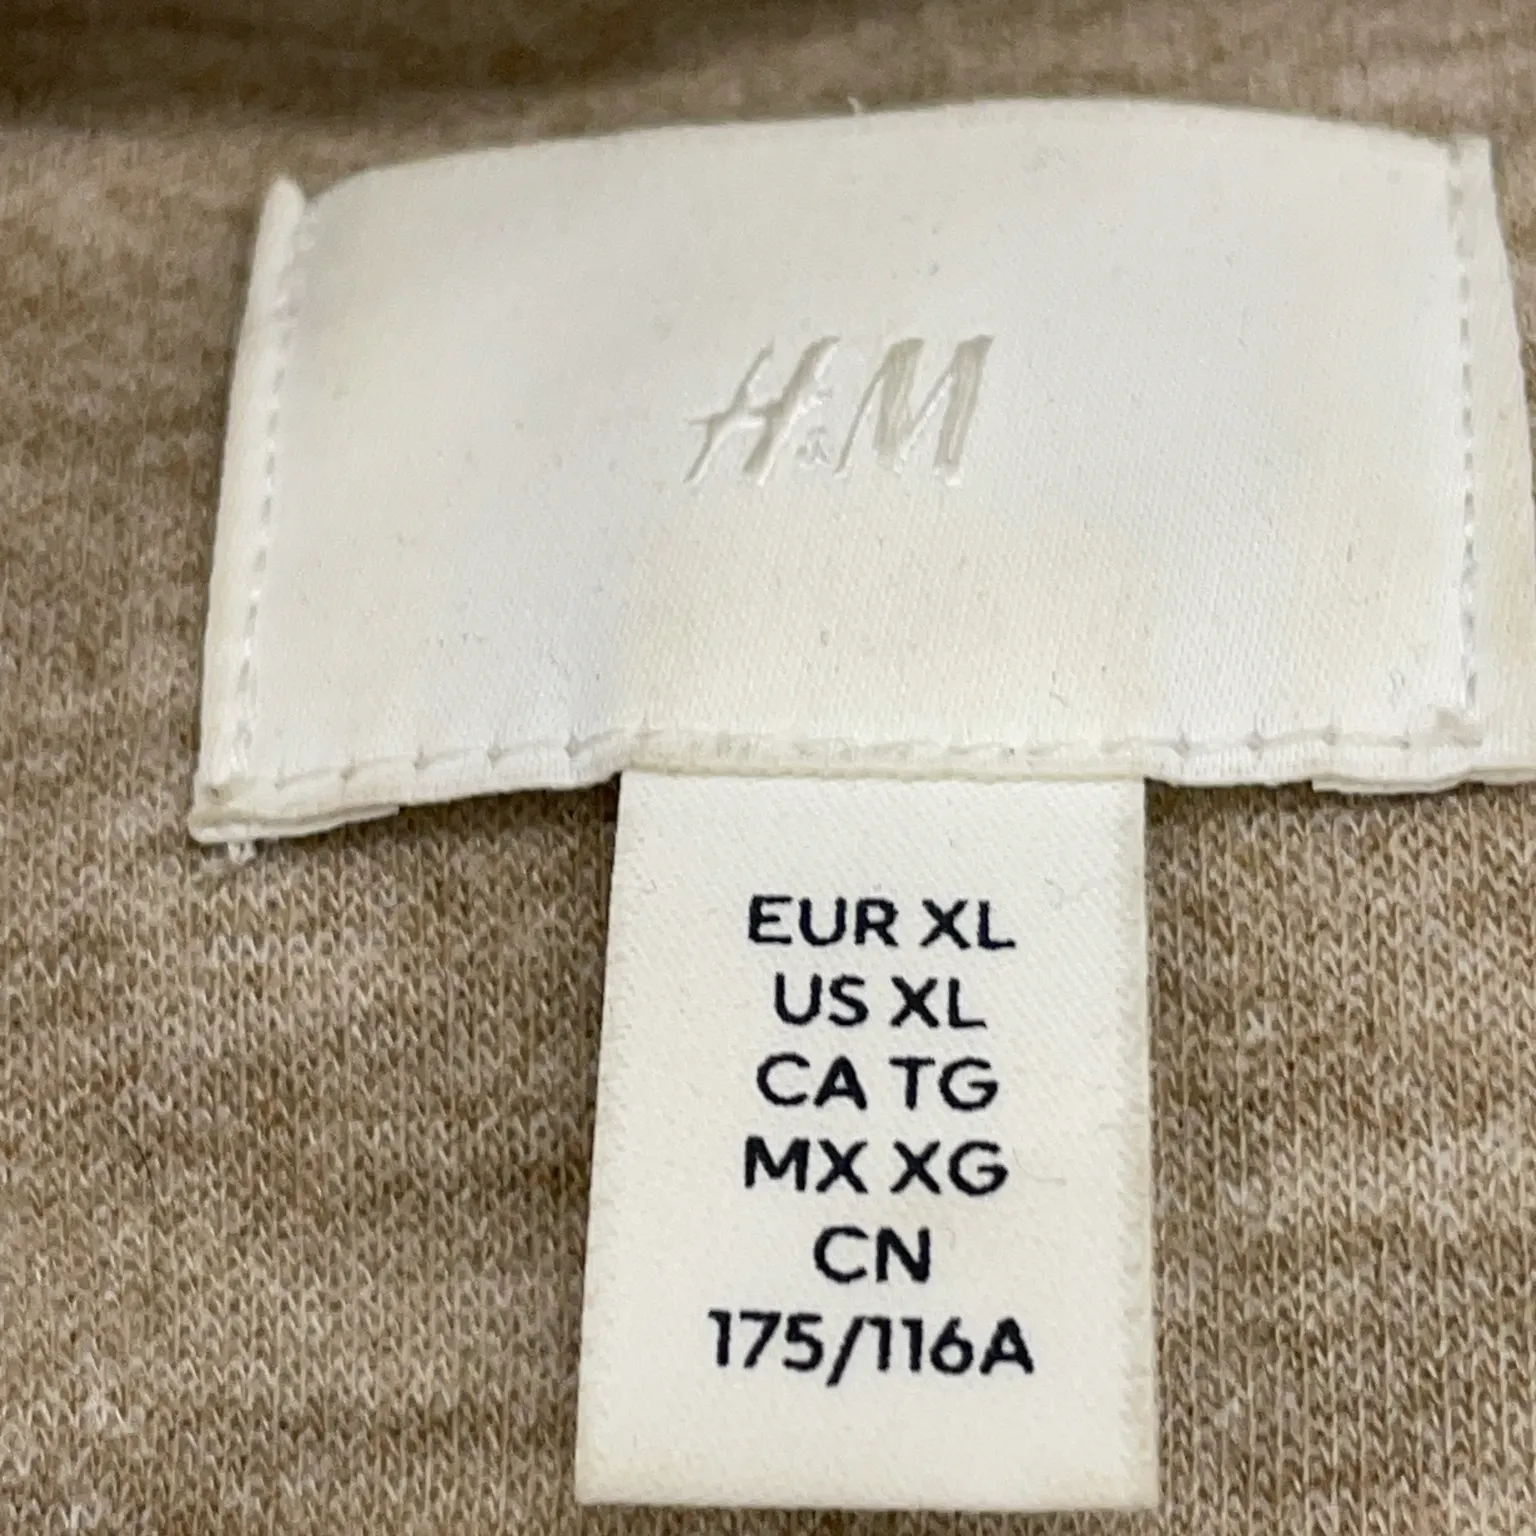 H&M
EUR XL
US XL
CA TG
MX XG
CN
175/116A